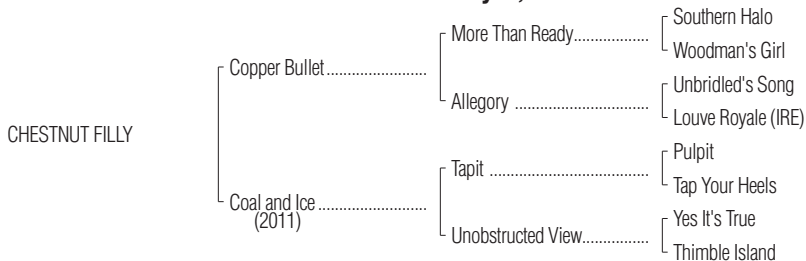 Southern Halo
More Than Ready..................
Woodman's Girl
Copper Bullet........................
Unbridled's Song
Allegory ................................
Louve Royale (IRE)
CHESTNUT FILLY
Pulpit
Tapit ......................................
Tap Your Heels
Coal and Ice..........................
(2011)
Yes It's True
Unobstructed View................
Thimble Island